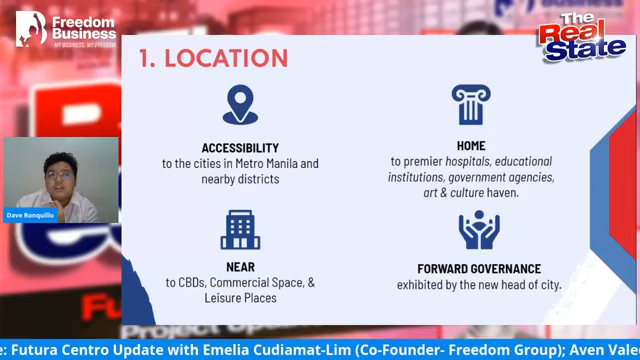 Freedom
Business
MY BUSINESS. MY FREEDOM.
The
Real
State
1. LOCATION
ACCESSIBILITY
to the cities in Metro Manila and
nearby districts
HOME
to premier hospitals, educational
institutions, government agencies,
art & culture haven.
NEAR
to CBDs, Commercial Space, &
Leisure Places
FORWARD GOVERNANCE
exhibited by the new head of city.
Dave Ronquillo
e: Futura Centro Update with Emelia Cudiamat-Lim (Co-Founder- Freedom Group); Aven Vale